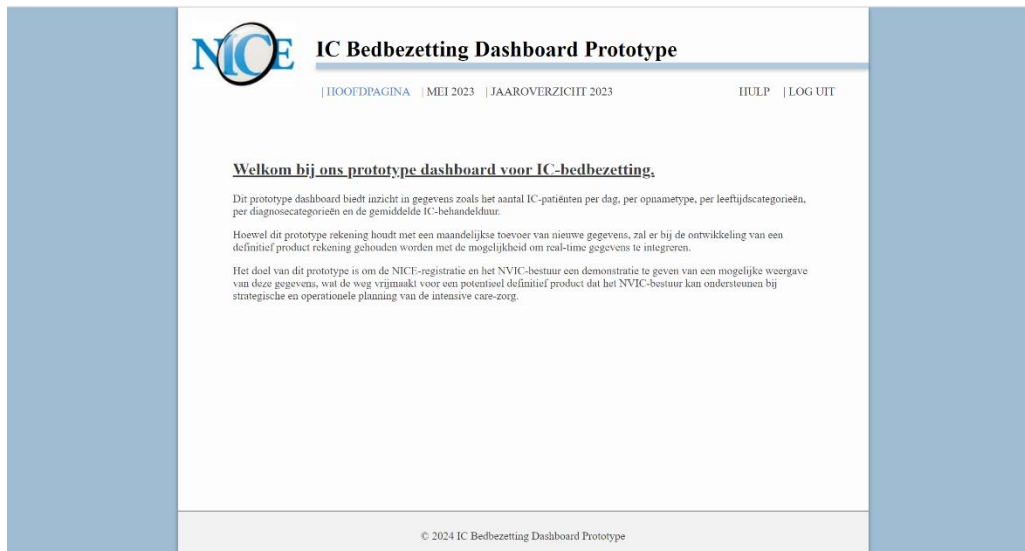 NICE
IC Bedbezetting Dashboard Prototype
| HOOFDPAGINA | MEI 2023 | JAAROVERZICHT 2023 HULP | LOG UIT
Welkom bij ons prototype dashboard voor IC-bedbezetting.
Dit prototype dashboard biedt inzicht in gegevens zoals het aantal IC-patiënten per dag, per opnametype, per leeftijdscategorieën,
per diagnosecategorieën en de gemiddelde IC-behandelduur.
Hoewel dit prototype rekening houdt met een maandelijkse toevoer van nieuwe gegevens, zal er bij de ontwikkeling van een
definitief product rekening gehouden worden met de mogelijkheid om real-time gegevens te integreren.
Het doel van dit prototype is om de NICE-registratie en het NVIC-bestuur een demonstratie te geven van een mogelijke weergave
van deze gegevens, wat de weg vrijmaakt voor een potentieel definitief product dat het NVIC-bestuur kan ondersteunen bij
strategische en operationele planning van de intensive care-zorg.
© 2024 IC Bedbezetting Dashboard Prototype